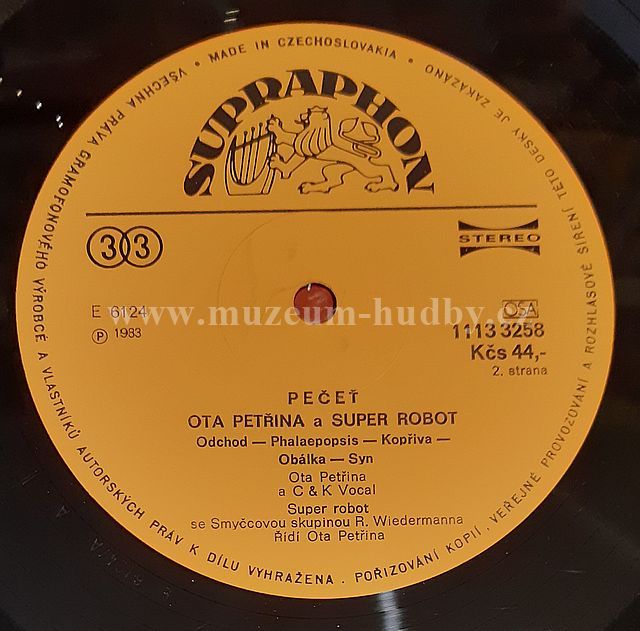 VŠECHNA PRÁVA GRAMOFONOVÉHO VÝROBCE A VLASTNÍKŮ AUTORSKÝCH PRÁV K DÍLU VYHRAŽENA . POŘIZOVÁNÍ KOPIÍ , VEŘEJNÉ PROVOZOVÁNÍ A ROZHLASOVÉ ŠÍŘENÍ TÉTO DESKY JE ZAKÁZÁNO
• MADE IN CZECHOSLOVAKIA •
SUPRAPHON
33
STEREO
E 6124
www.muzeum-hudby.cz
OSA
Ⓟ 1983
1113 3258
Kčs 44,-
2. strana
PEČEŤ
OTA PETŘINA a SUPER ROBOT
Odchod — Phalaepopsis — Kopřiva —
Obálka — Syn
Ota Petřina
a C & K Vocal
Super robot
se Smyčcovou skupinou R. Wiedermanna
Řídí Ota Petřina